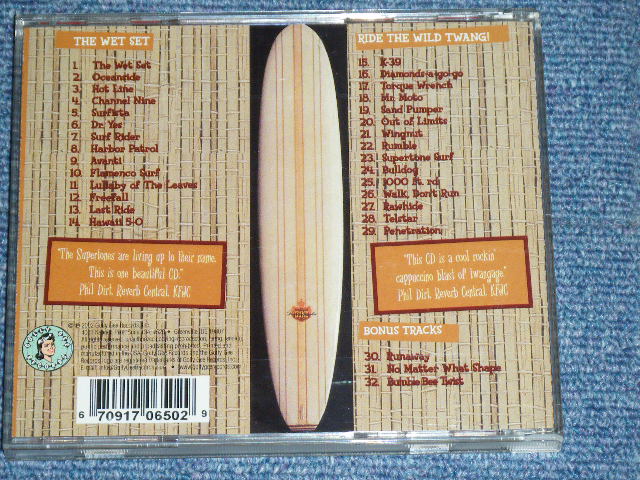 THE WET SET
1. The Wet Set
2. Oceanside
3. Hot Line
4. Channel Nine
5. Surfista
6. Dr. Yes
7. Surf Rider
8. Harbor Patrol
9. Avanti
10. Flamenco Surf
11. Lullaby of The Leaves
12. Freefall
13. Last Ride
14. Hawaii 5-O
"The Supertones are living up to their name.
This is one beautiful CD."
Phil Dirt, Reverb Central, KFJC
6 70917 06502 9
RIDE THE WILD TWANG!
15. K-39
16. Diamonds-a-go-go
17. Torque Wrench
18. Mr. Moto
19. Sand Pumper
20. Out of Limits
21. Wingnut
22. Rumble
23. Supertone Surf
24. Bulldog
25. 1000 Ft. rd.
26. Walk, Don't Run
27. Rawhide
28. Telstar
29. Penetration
"This CD is a cool rockin'
cappuccino blast of twangage."
Phil Dirt, Reverb Central, KFJC
BONUS TRACKS
30. Runaway
31. No Matter What Shape
32. Bumble Bee Twist